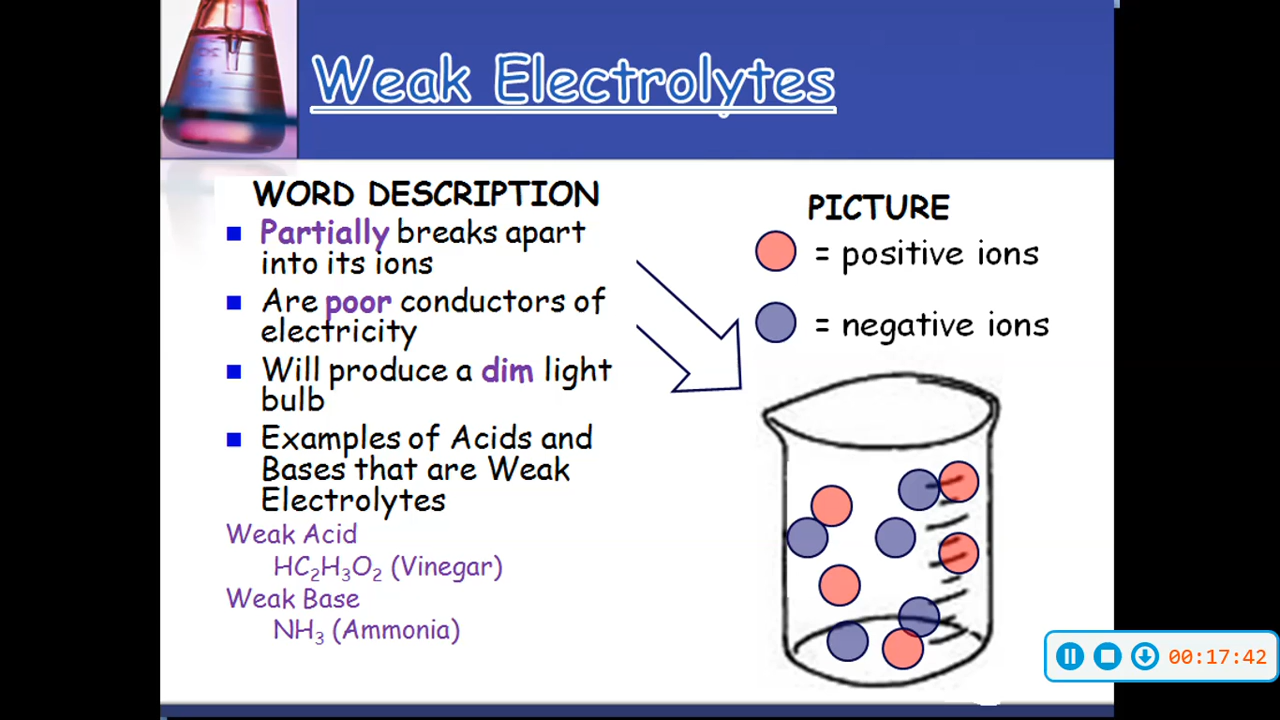 Weak Electrolytes
WORD DESCRIPTION
Partially breaks apart
into its ions
Are poor conductors of
electricity
Will produce a dim light
bulb
Examples of Acids and
Bases that are Weak
Electrolytes
Weak Acid
HC₂H₃O₂ (Vinegar)
Weak Base
NH₃ (Ammonia)
PICTURE
= positive ions
= negative ions
00:17:42